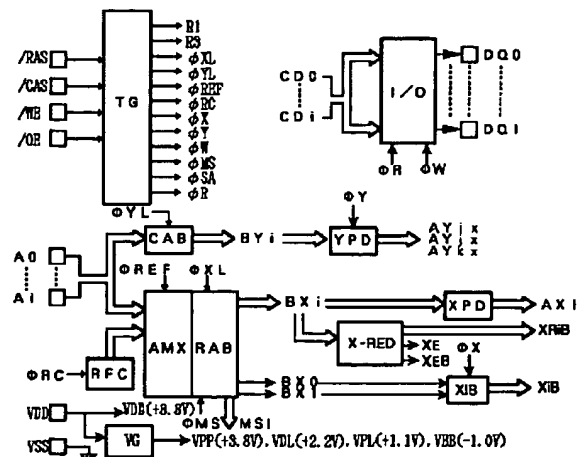 /RAS
/CAS
/WE
/OE
TG
R1
R3
φXL
φYL
φREF
φRC
φX
φY
φW
φMS
φSA
φR
CD0
CDi
I/O
DQ0
DQI
ΦR
ΦW
ΦYL
CAB
BYi
ΦY
YPD
AYjx
AYix
AYkx
A0
Ai
ΦREF
ΦXL
AMX
RAB
BXi
XPD
AXi
X-RED
XRiB
XE
XEB
ΦRC
RFC
BX0
BX1
ΦX
XIB
XiB
VDD
VDB(+3.8V)
ΦMS
MSI
VSS
VG
VPP(+3.8V). VDL(+2.2V). VPL(+1.1V). VBB(-1.0V)